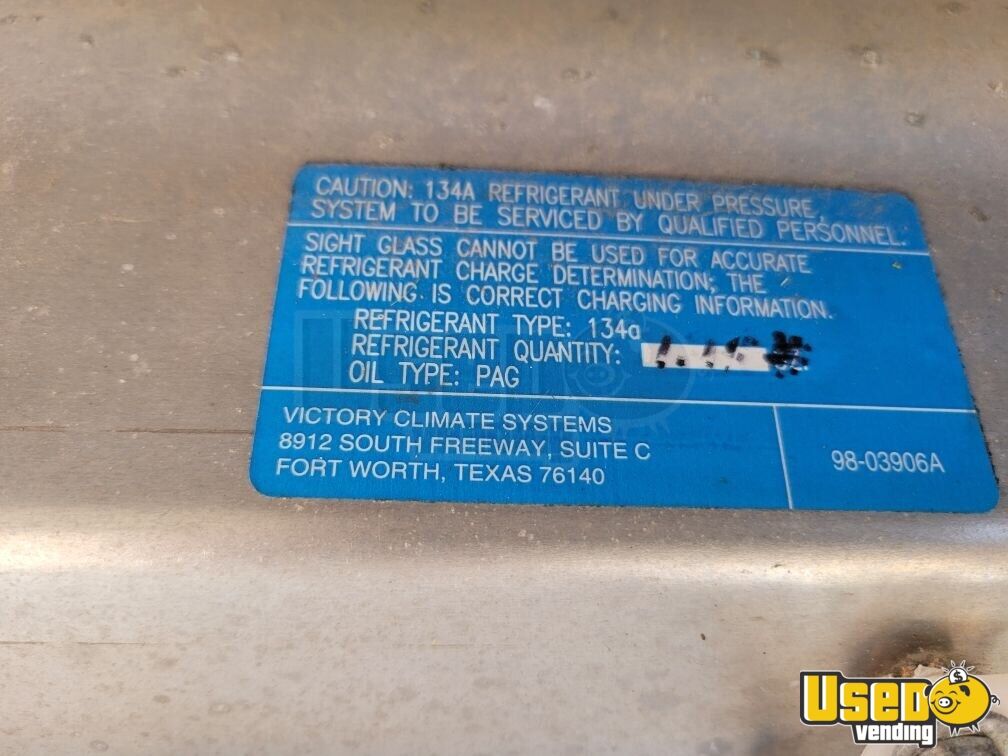 CAUTION: 134A REFRIGERANT UNDER PRESSURE,
SYSTEM TO BE SERVICED BY QUALIFIED PERSONNEL.
SIGHT GLASS CANNOT BE USED FOR ACCURATE
REFRIGERANT CHARGE DETERMINATION; THE
FOLLOWING IS CORRECT CHARGING INFORMATION.
REFRIGERANT TYPE: 134a
REFRIGERANT QUANTITY:
OIL TYPE: PAG
VICTORY CLIMATE SYSTEMS
8912 SOUTH FREEWAY, SUITE C
FORT WORTH, TEXAS 76140
98-03906A
USED
vending